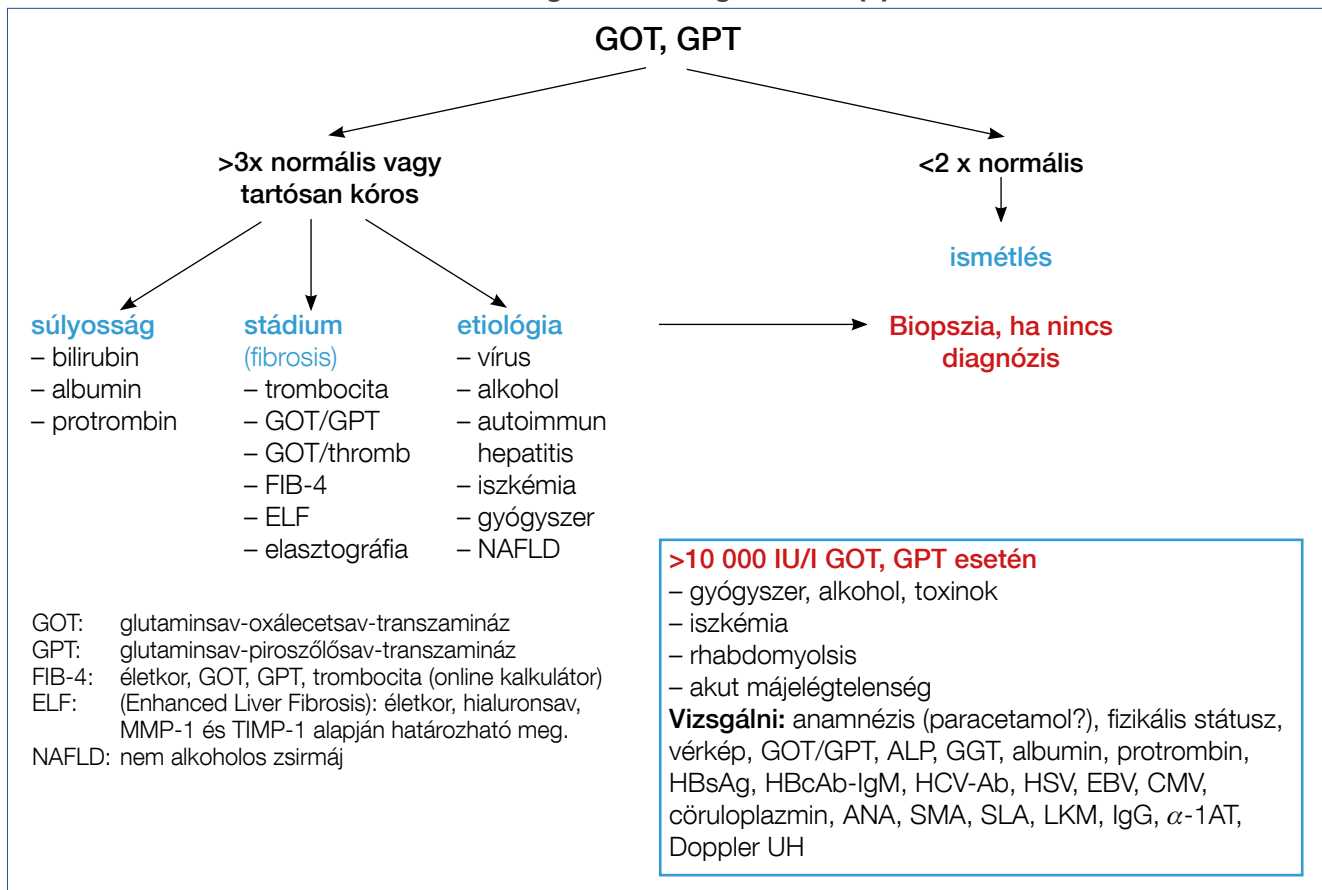 GOT, GPT
>3x normális vagy
tartósan kóros
<2 x normális
ismétlés
súlyosság
– bilirubin
– albumin
– protrombin
stádium
(fibrosis)
– trombocita
– GOT/GPT
– GOT/thromb
– FIB-4
– ELF
– elasztográfia
etiológia
– vírus
– alkohol
– autoimmun
hepatitis
– iszkémia
– gyógyszer
– NAFLD
Biopszia, ha nincs
diagnózis
GOT: glutaminsav-oxálecetsav-transzamináz
GPT: glutaminsav-piroszőlősav-transzamináz
FIB-4: életkor, GOT, GPT, trombocita (online kalkulátor)
ELF: (Enhanced Liver Fibrosis): életkor, hialuronsav,
MMP-1 és TIMP-1 alapján határozható meg.
NAFLD: nem alkoholos zsirmáj
>10 000 IU/l GOT, GPT esetén
– gyógyszer, alkohol, toxinok
– iszkémia
– rhabdomyolsis
– akut májelégtelenség
Vizsgálni: anamnézis (paracetamol?), fizikális státusz,
vérkép, GOT/GPT, ALP, GGT, albumin, protrombin,
HBsAg, HBcAb-IgM, HCV-Ab, HSV, EBV, CMV,
cöruloplazmin, ANA, SMA, SLA, LKM, IgG, α-1AT,
Doppler UH